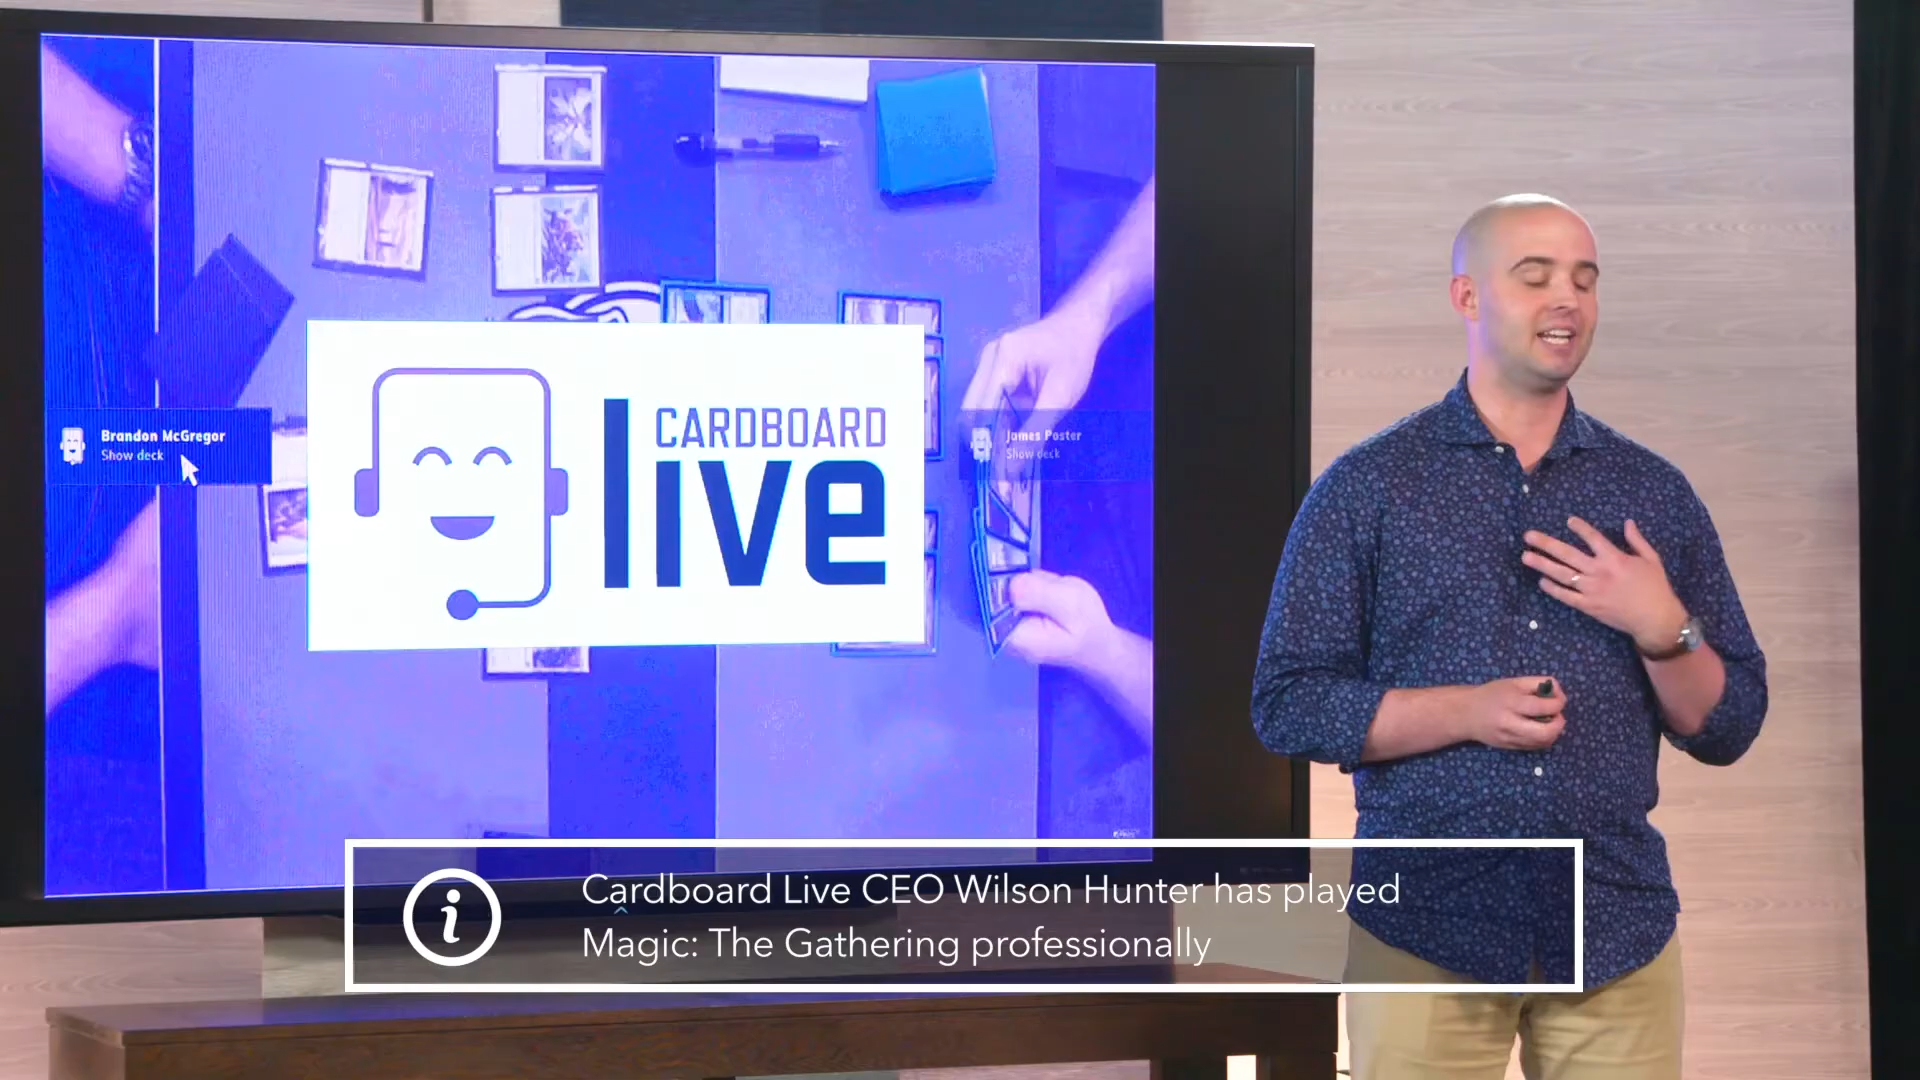 Brandon McGregor
Show deck
CARDBOARD
live
James Poster
Show deck
Cardboard Live CEO Wilson Hunter has played
Magic: The Gathering professionally